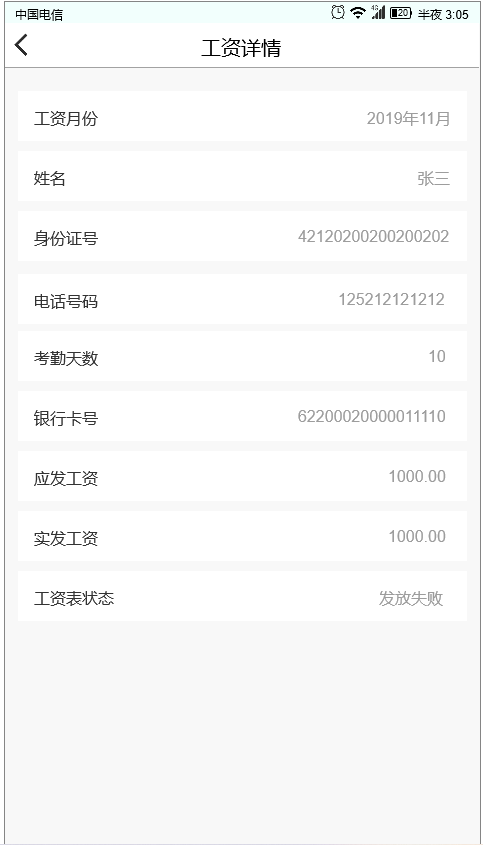 中国电信 4G 20 半夜 3:05
工资详情
工资月份 2019年11月
姓名 张三
身份证号 42120200200200202
电话号码 125212121212
考勤天数 10
银行卡号 62200020000011110
应发工资 1000.00
实发工资 1000.00
工资表状态 发放失败